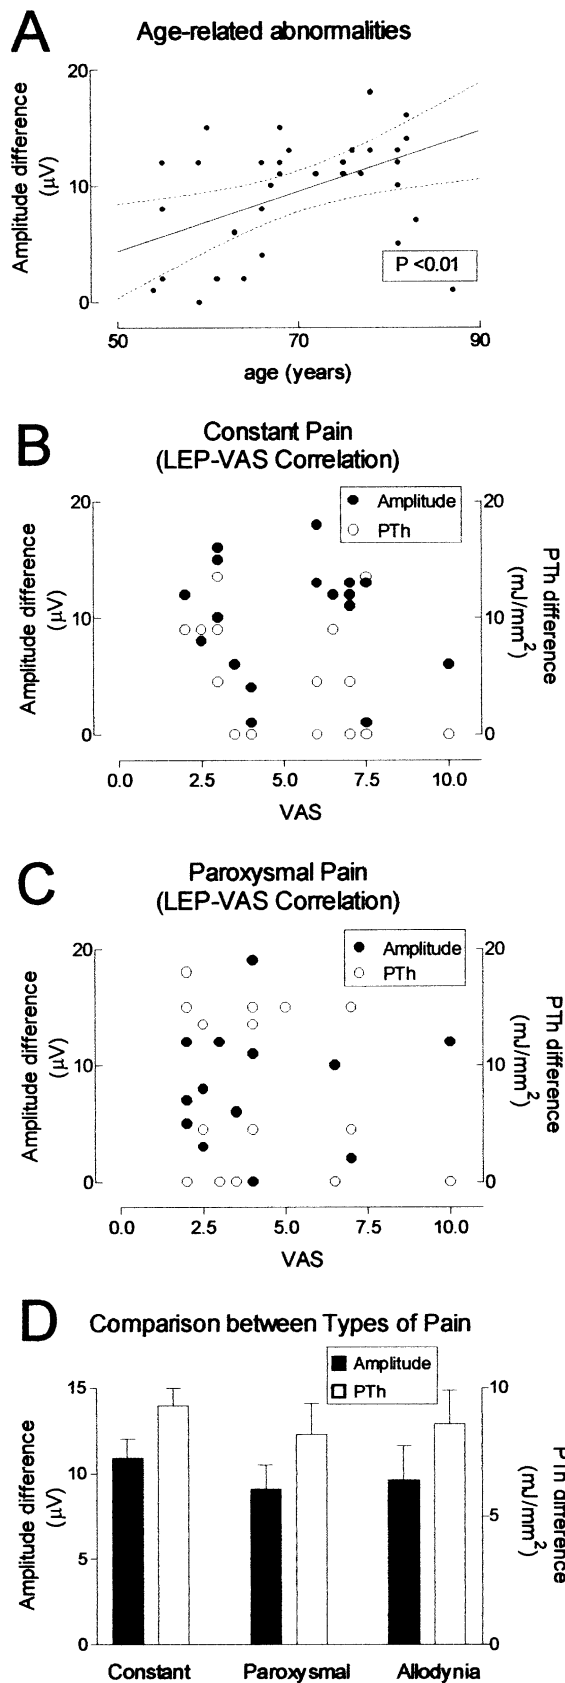 A
Age-related abnormalities
20
10
0
Amplitude difference
(μV)
P <0.01
50
70
90
age (years)
B
Constant Pain
(LEP-VAS Correlation)
Amplitude
PTh
20
10
0
Amplitude difference
(μV)
20
10
0
PTh difference
(mJ/mm²)
0.0
2.5
5.0
7.5
10.0
VAS
C
Paroxysmal Pain
(LEP-VAS Correlation)
Amplitude
PTh
20
10
0
Amplitude difference
(μV)
20
10
0
PTh difference
(mJ/mm²)
0.0
2.5
5.0
7.5
10.0
VAS
D
Comparison between Types of Pain
Amplitude
PTh
15
10
5
0
Amplitude difference
(μV)
10
5
0
PTh difference
(mJ/mm²)
Constant
Paroxysmal
Allodynia